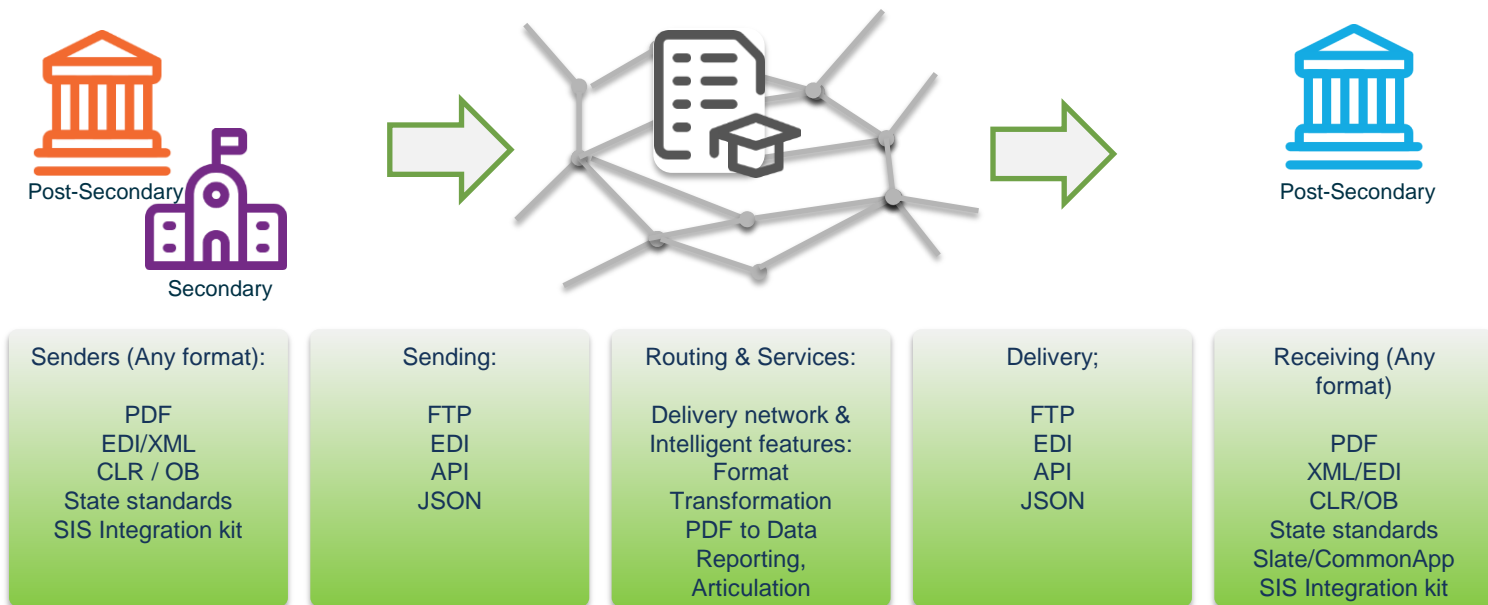 Post-Secondary
Secondary
Post-Secondary
Senders (Any format):
PDF
EDI/XML
CLR / OB
State standards
SIS Integration kit
Sending:
FTP
EDI
API
JSON
Routing & Services:
Delivery network &
Intelligent features:
Format
Transformation
PDF to Data
Reporting,
Articulation
Delivery;
FTP
EDI
API
JSON
Receiving (Any
format)
PDF
XML/EDI
CLR/OB
State standards
Slate/CommonApp
SIS Integration kit